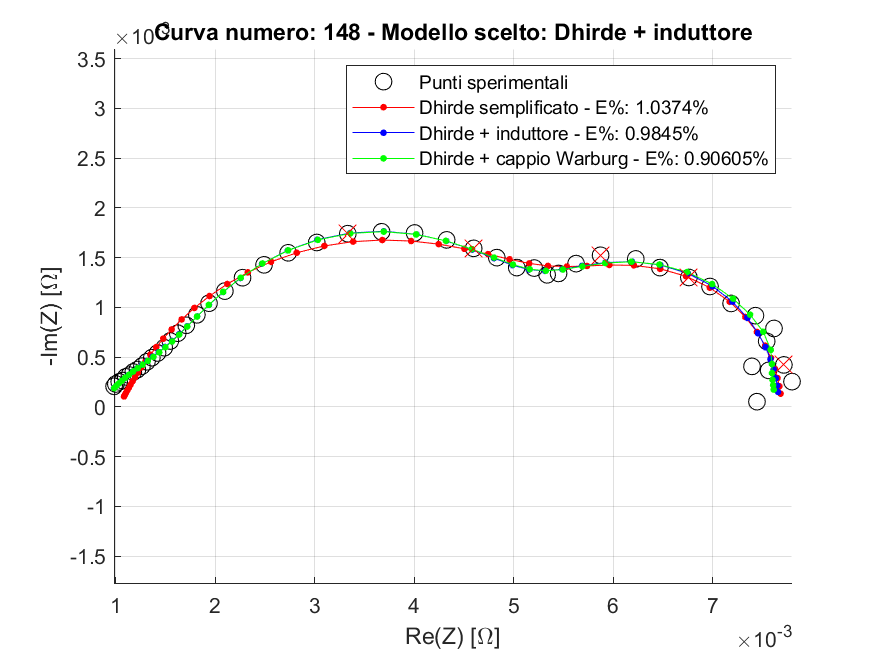 ×10⁻³
Curva numero: 148 - Modello scelto: Dhirde + induttore
Punti sperimentali
Dhirde semplificato - E%: 1.0374%
Dhirde + induttore - E%: 0.9845%
Dhirde + cappio Warburg - E%: 0.90605%
3.5
3
2.5
2
1.5
1
0.5
0
-0.5
-1
-1.5
-Im(Z) [Ω]
1 2 3 4 5 6 7
Re(Z) [Ω]
×10⁻³